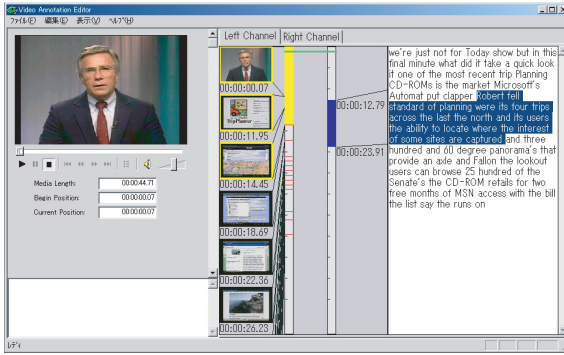 Video Annotation Editor
ファイル(F) 編集(E) 表示(V) ヘルプ(H)
Left Channel
Right Channel
00:00:00.07
Trip Planner
00:00:11.95
00:00:14.45
00:00:18.69
00:00:22.36
00:00:26.23
00:00:12.79
00:00:23.91
Media Length: 00:00:44.71
Begin Position: 00:00:00.07
Current Position: 00:00:00.07
we're just not for Today show but in this
final minute what did it take a quick look
it one of the most recent trip Planning
CD-ROMs is the market Microsoft's
Automat put clapper Robert fell
standard of planning were its four trips
across the last the north and its users
the ability to locate where the interest
of some sites are captured and three
hundred and 60 degree panorama's that
provide an axle and Fallon the lookout
users can browse 25 hundred of the
Senate's the CD-ROM retails for two
free months of MSN access with the bill
the list say the runs on
レディ